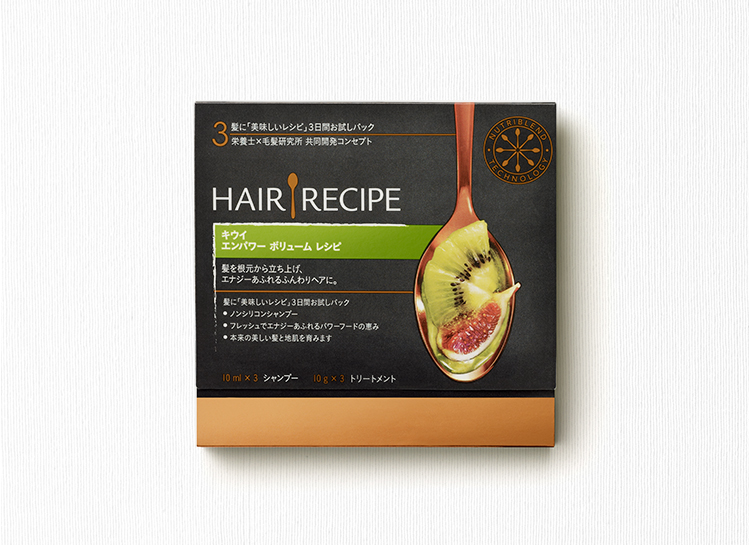 3 髪に「美味しいレシピ」3日間お試しパック
栄養士×毛髪研究所 共同開発コンセプト
NUTRIBLEND TECHNOLOGY
HAIR RECIPE
キウイ
エンパワー ボリューム レシピ
髪を根元から立ち上げ、
エナジーあふれるふんわりヘアに。
髪に「美味しいレシピ」3日間お試しパック
● ノンシリコンシャンプー
● フレッシュでエナジーあふれるパワーフードの恵み
● 本来の美しい髪と地肌を育みます
10 ml × 3 シャンプー 10 g × 3 トリートメント